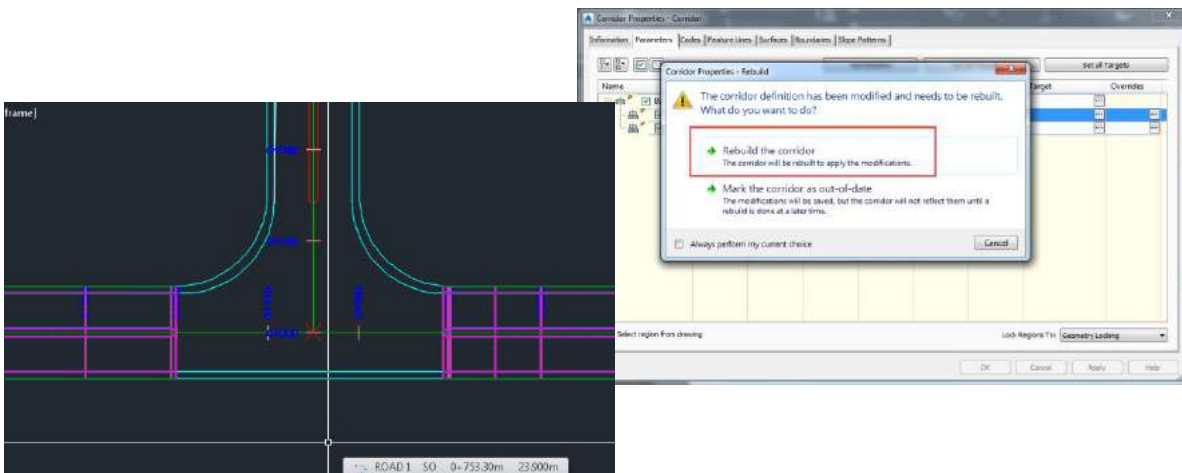 Corridor Properties - Corridor
Information Parameters Codes Feature Lines Surfaces Boundaries Slope Patterns
Set all Targets
Name Target Overrides
Corridor Properties - Rebuild
The corridor definition has been modified and needs to be rebuilt.
What do you want to do?
Rebuild the corridor
The corridor will be rebuilt to apply the modifications.
Mark the corridor as out-of-date
The modifications will be saved, but the corridor will not reflect them until a
rebuild is done at a later time.
Always perform my current choice
Cancel
Select region from drawing
Lock Regions To: Geometry Locking
OK Cancel Apply Help
frame]
ROAD 1 SO 0+753.30m 23.900m